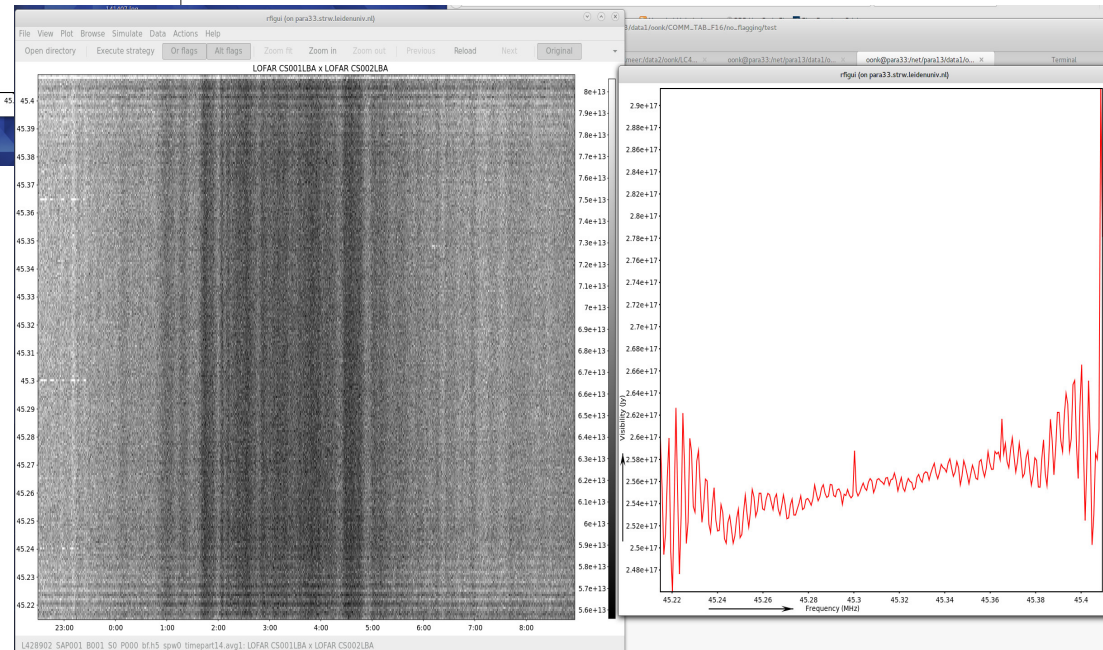 141407.log
rfigui (on para33.strw.leidenuniv.nl)
File View Plot Browse Simulate Data Actions Help
Open directory Execute strategy Or flags Alt flags Zoom fit Zoom in Zoom out Previous Reload Next Original
LOFAR CS001LBA x LOFAR CS002LBA
45.
45.4
45.39
45.38
45.37
45.36
45.35
45.34
45.33
45.32
45.31
45.3
45.29
45.28
45.27
45.26
45.25
45.24
45.23
45.22
23:00 0:00 1:00 2:00 3:00 4:00 5:00 6:00 7:00 8:00
8e+13
7.9e+13
7.8e+13
7.7e+13
7.6e+13
7.5e+13
7.4e+13
7.3e+13
7.2e+13
7.1e+13
7e+13
6.9e+13
6.8e+13
6.7e+13
6.6e+13
6.5e+13
6.4e+13
6.3e+13
6.2e+13
6.1e+13
6e+13
5.9e+13
5.8e+13
5.7e+13
5.6e+13
L428902_SAP001_B001_S0_P000_bf.h5_spw0_timepart14.avg1: LOFAR CS001LBA x LOFAR CS002LBA
3/data1/oonk/COMM_TAB_F16/no_flagging/test
neer:/data2/oonk/LC4... × oonk@para33:/net/para13/data1/o... × oonk@para33:/net/para13/data1/o... × Terminal
rfigui (on para33.strw.leidenuniv.nl)
2.9e+17
2.88e+17
2.86e+17
2.84e+17
2.82e+17
2.8e+17
2.78e+17
2.76e+17
2.74e+17
2.72e+17
2.7e+17
2.68e+17
2.66e+17
2.64e+17
2.62e+17
2.6e+17
2.58e+17
2.56e+17
2.54e+17
2.52e+17
2.5e+17
2.48e+17
Visibility (Jy)
45.22 45.24 45.26 45.28 45.3 45.32 45.34 45.36 45.38 45.4
Frequency (MHz)